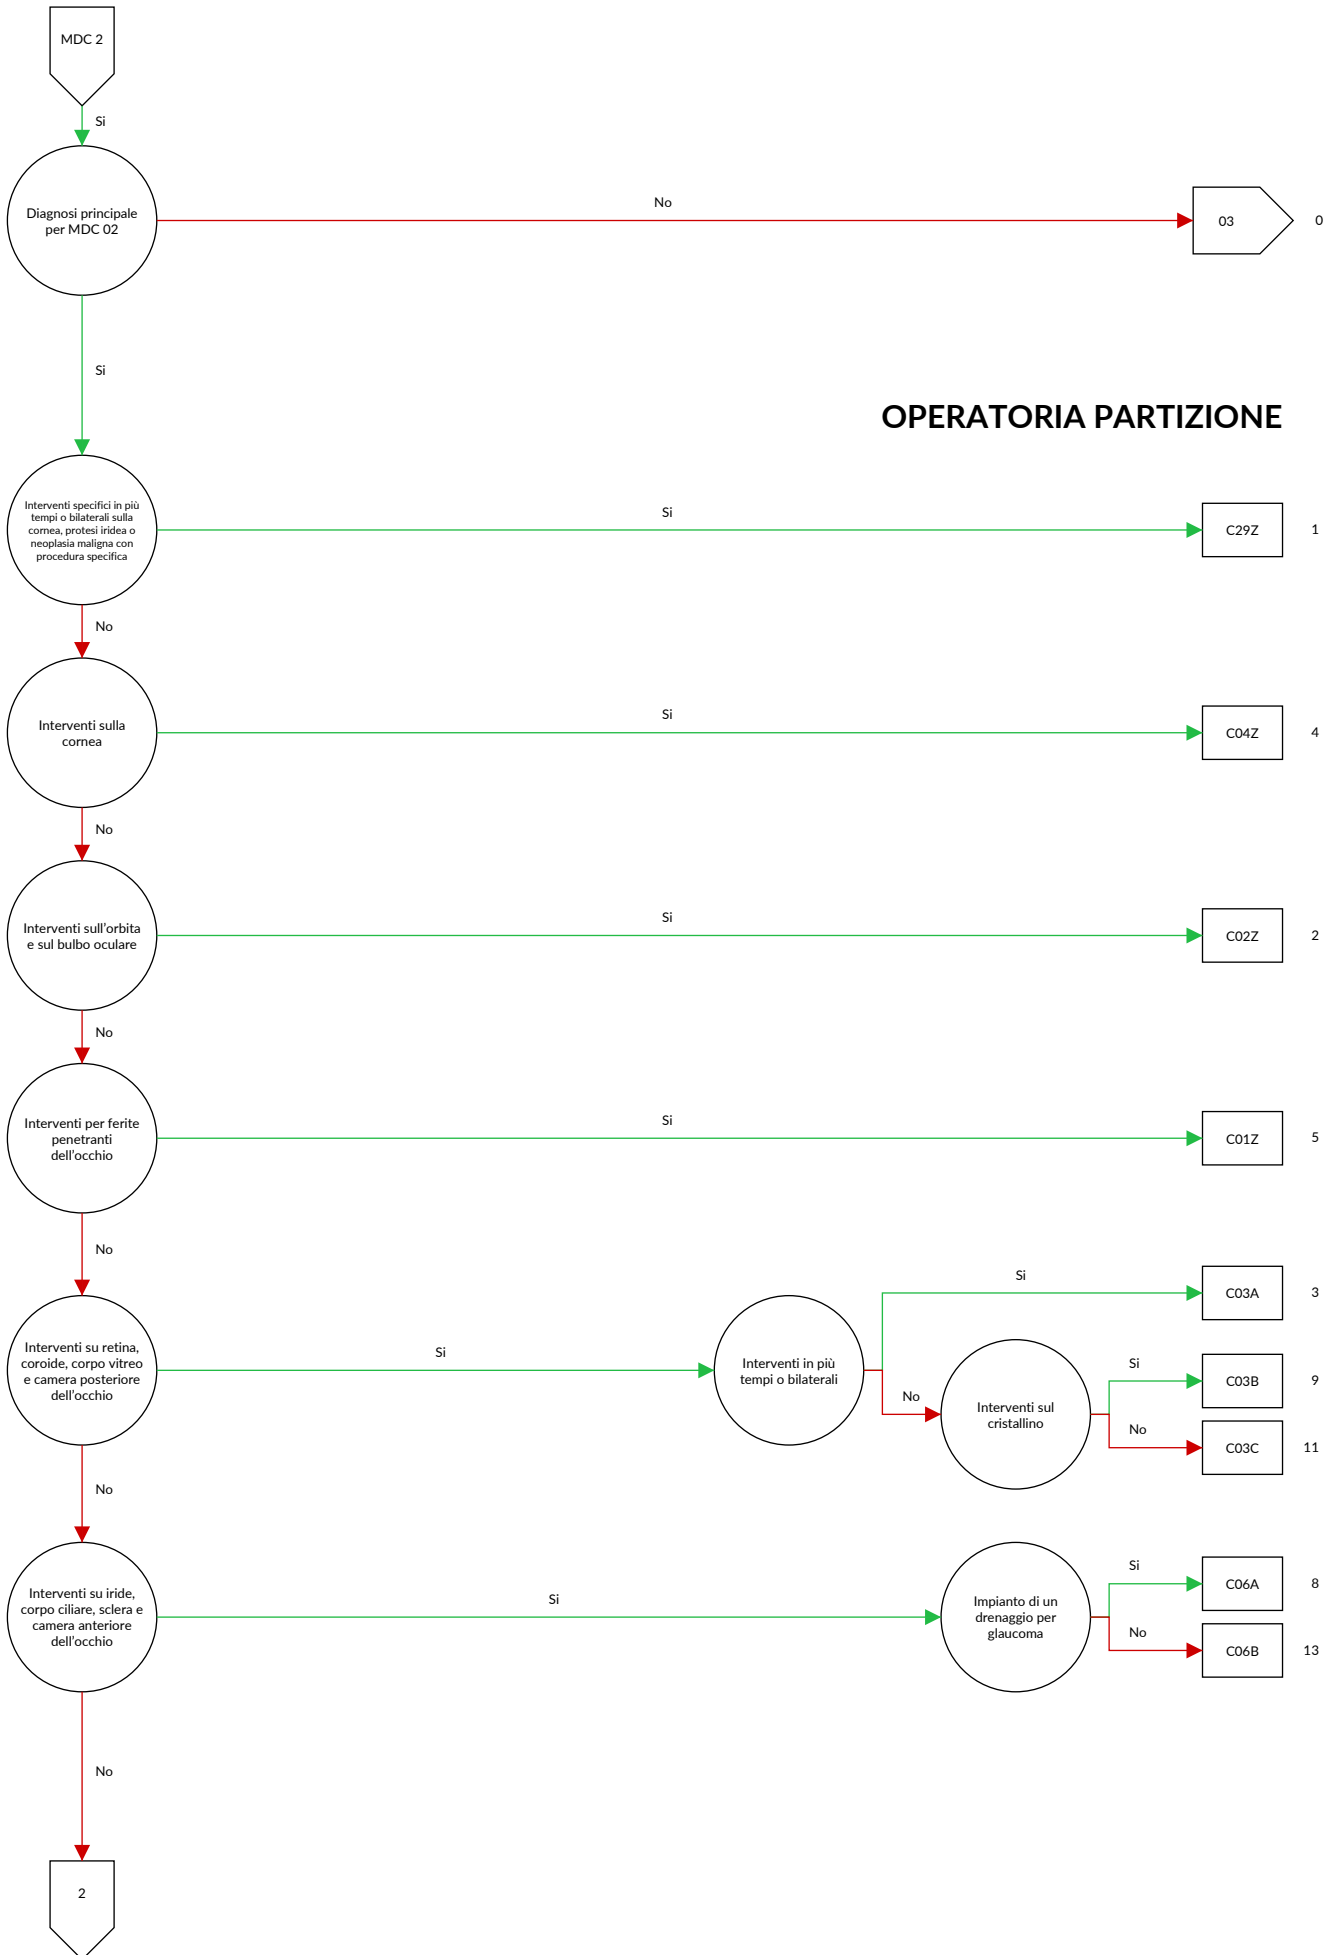 MDC 2
Si
Diagnosi principale
per MDC 02
No
03
0
Si
OPERATORIA PARTIZIONE
Interventi specifici in più
tempi o bilaterali sulla
cornea, protesi iridea o
neoplasia maligna con
procedura specifica
Si
C29Z
1
No
Interventi sulla
cornea
Si
C04Z
4
No
Interventi sull'orbita
e sul bulbo oculare
Si
C02Z
2
No
Interventi per ferite
penetranti
dell'occhio
Si
C01Z
5
No
Interventi su retina,
coroide, corpo vitreo
e camera posteriore
dell'occhio
Si
Interventi in più
tempi o bilaterali
Si
C03A
3
No
Interventi sul
cristallino
Si
C03B
9
No
C03C
11
No
Interventi su iride,
corpo ciliare, sclera e
camera anteriore
dell'occhio
Si
Impianto di un
drenaggio per
glaucoma
Si
C06A
8
No
C06B
13
No
2